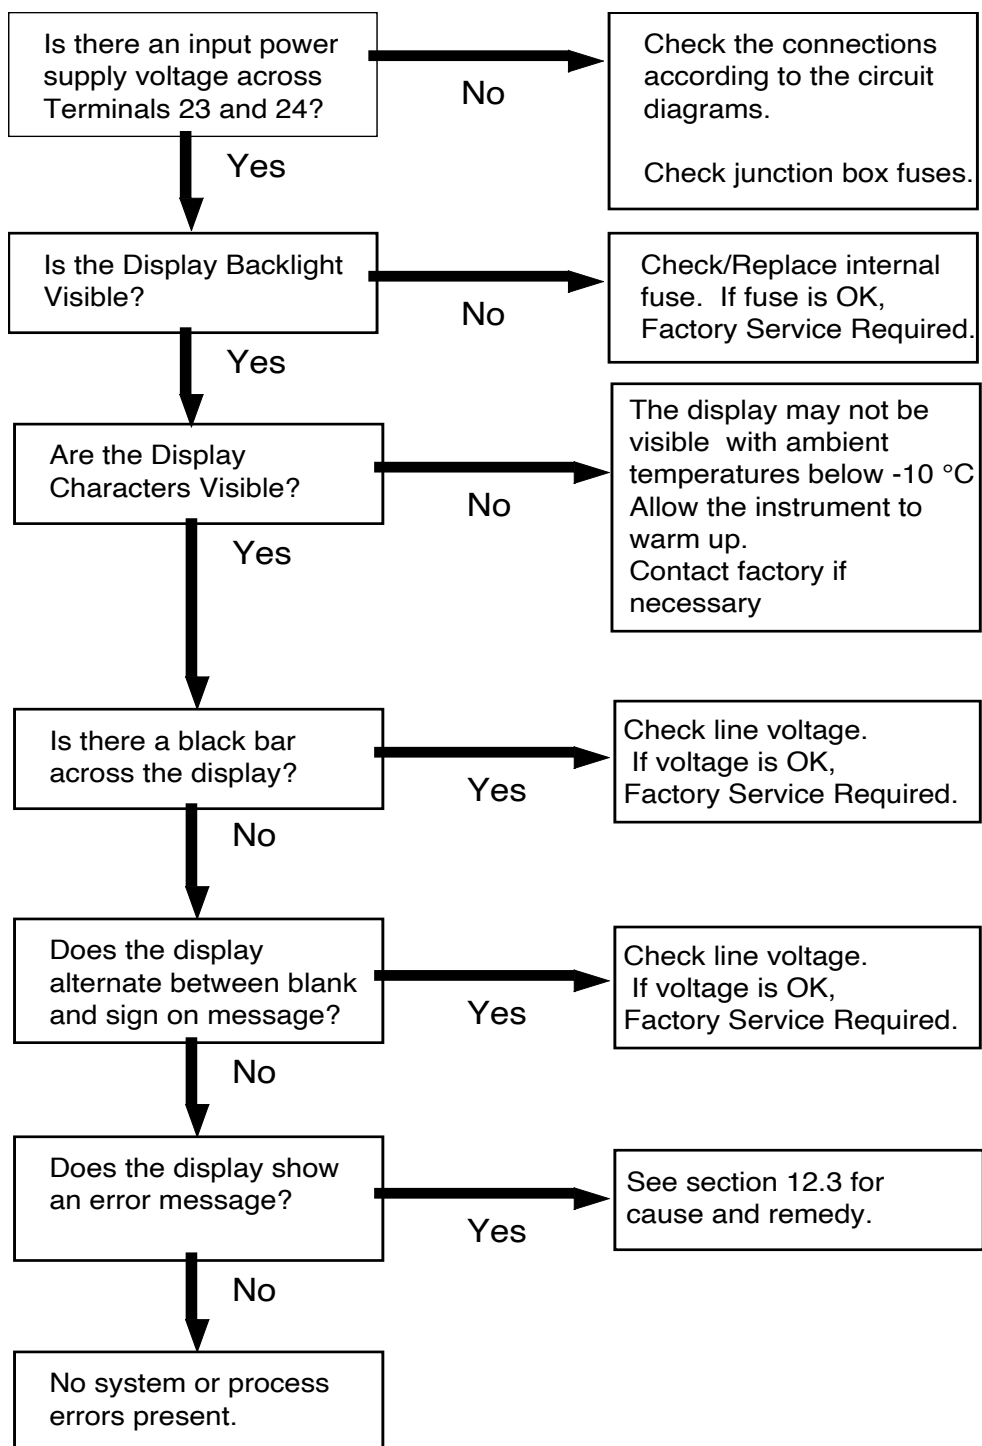 Is there an input power
supply voltage across
Terminals 23 and 24?
No
Check the connections
according to the circuit
diagrams.
Check junction box fuses.
Yes
Is the Display Backlight
Visible?
No
Check/Replace internal
fuse.  If fuse is OK,
Factory Service Required.
Yes
Are the Display
Characters Visible?
No
The display may not be
visible  with ambient
temperatures below -10 °C
Allow the instrument to
warm up.
Contact factory if
necessary
Yes
Is there a black bar
across the display?
Yes
Check line voltage.
If voltage is OK,
Factory Service Required.
No
Does the display
alternate between blank
and sign on message?
Yes
Check line voltage.
If voltage is OK,
Factory Service Required.
No
Does the display show
an error message?
Yes
See section 12.3 for
cause and remedy.
No
No system or process
errors present.